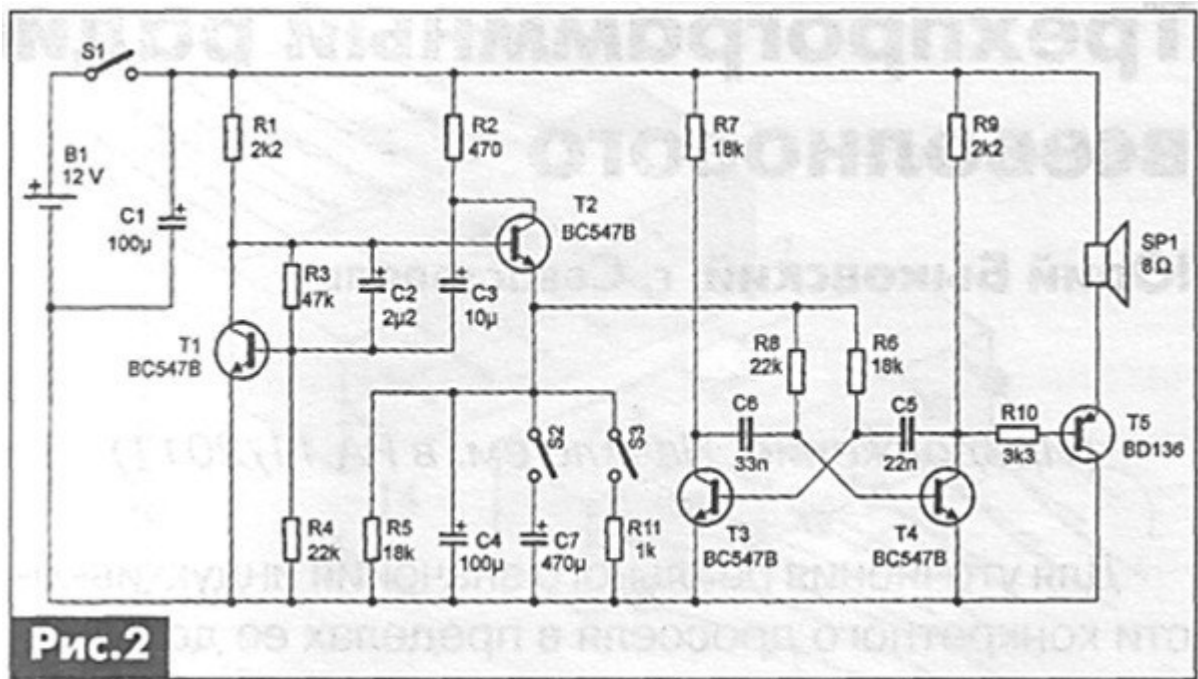 S1
B1
12 V
C1
100µ
R1
2k2
R2
470
R7
18k
R9
2k2
T2
BC547B
SP1
8Ω
R3
47k
C2
2µ2
C3
10µ
T1
BC547B
R8
22k
R6
18k
C6
33n
C5
22n
R10
3k3
T5
BD136
S2
S3
R4
22k
R5
18k
C4
100µ
C7
470µ
R11
1k
T3
BC547B
T4
BC547B
Трехпрограммный
всеволнового
Рис.2